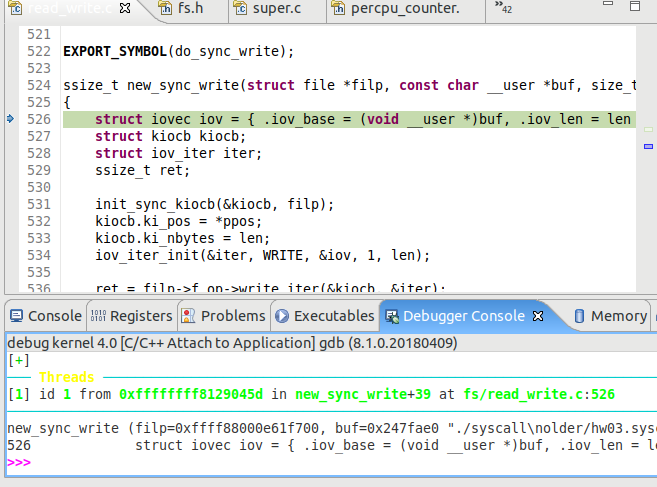 read_write.c fs.h super.c percpu_counter. »42
521
522 EXPORT_SYMBOL(do_sync_write);
523
524 ssize_t new_sync_write(struct file *filp, const char __user *buf, size_t
525 {
526 struct iovec iov = { .iov_base = (void __user *)buf, .iov_len = len
527 struct kiocb kiocb;
528 struct iov_iter iter;
529 ssize_t ret;
530
531 init_sync_kiocb(&kiocb, filp);
532 kiocb.ki_pos = *ppos;
533 kiocb.ki_nbytes = len;
534 iov_iter_init(&iter, WRITE, &iov, 1, len);
535
536 ret = filp->f_op->write_iter(&kiocb, &iter);
Console Registers Problems Executables Debugger Console Memory
debug kernel 4.0 [C/C++ Attach to Application] gdb (8.1.0.20180409)
[+]
Threads
[1] id 1 from 0xffffffff8129045d in new_sync_write+39 at fs/read_write.c:526
new_sync_write (filp=0xffff88000e61f700, buf=0x247fae0 "./syscall\nolder/hw03.sysc
526 struct iovec iov = { .iov_base = (void __user *)buf, .iov_len = le
>>>